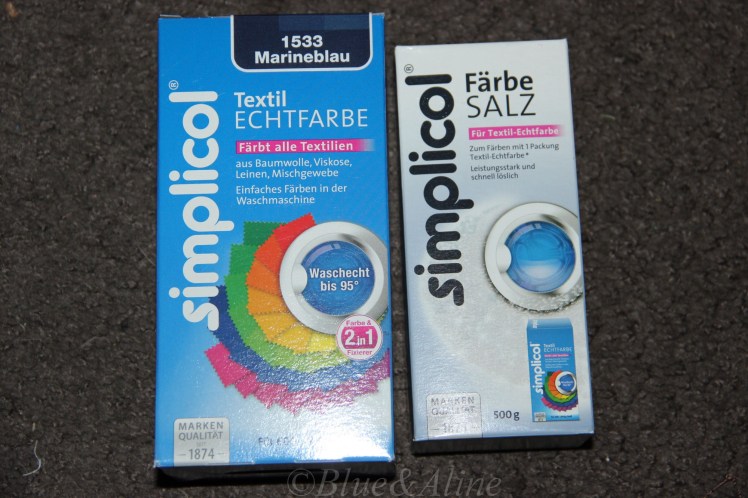 1533
Marineblau
simplicol®
Textil
ECHTFARBE
Färbt alle Textilien
aus Baumwolle, Viskose,
Leinen, Mischgewebe
Einfaches Färben in der
Waschmaschine
Waschecht
bis 95°
Farbe &
2in1
Fixierer
MARKEN
QUALITÄT
1874
simplicol®
Färbe
SALZ
Für Textil-Echtfarbe
Zum Färben mit 1 Packung
Textil-Echtfarbe*
Leistungsstark und
schnell löslich
simplicol
Textil
ECHTFARBE
MARKEN
QUALITÄT
1874
500 g
©Blue&Aline